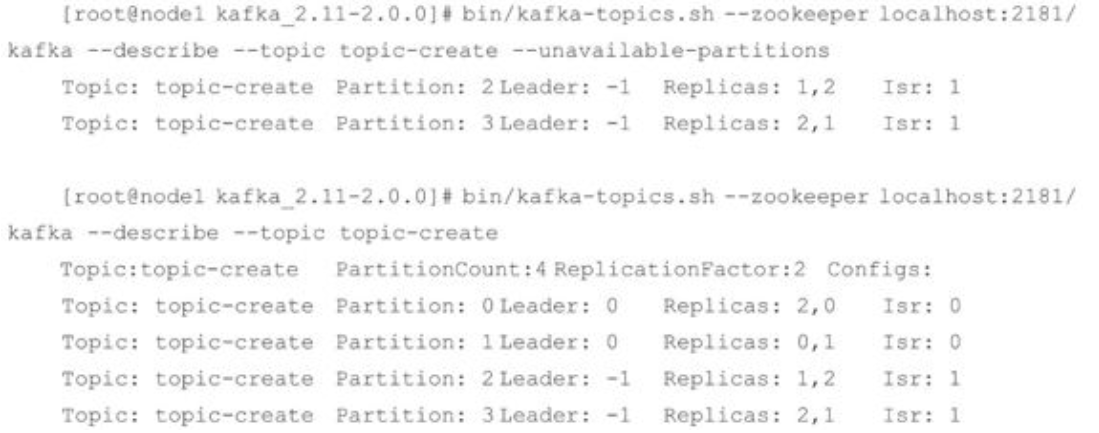 [root@node1 kafka_2.11-2.0.0]# bin/kafka-topics.sh --zookeeper localhost:2181/
kafka --describe --topic topic-create --unavailable-partitions
Topic: topic-create Partition: 2 Leader: -1 Replicas: 1,2 Isr: 1
Topic: topic-create Partition: 3 Leader: -1 Replicas: 2,1 Isr: 1
[root@node1 kafka_2.11-2.0.0]# bin/kafka-topics.sh --zookeeper localhost:2181/
kafka --describe --topic topic-create
Topic:topic-create PartitionCount:4 ReplicationFactor:2 Configs:
Topic: topic-create Partition: 0 Leader: 0 Replicas: 2,0 Isr: 0
Topic: topic-create Partition: 1 Leader: 0 Replicas: 0,1 Isr: 0
Topic: topic-create Partition: 2 Leader: -1 Replicas: 1,2 Isr: 1
Topic: topic-create Partition: 3 Leader: -1 Replicas: 2,1 Isr: 1